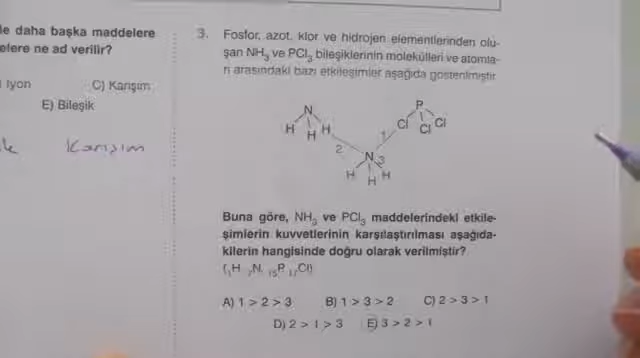 le daha başka maddelere
elere ne ad verilir?
İyon
C) Karışım
E) Bileşik
Karışım
3. Fosfor, azot, klor ve hidrojen elementlerinden olu-
şan NH₃ ve PCl₃ bileşiklerinin molekülleri ve atomla-
rı arasındaki bazı etkileşimler aşağıda gösterilmiştir.
P
N
Cl Cl Cl
H H H
1
2
N 3
H H H
Buna göre, NH₃ ve PCl₃ maddelerindeki etkile-
şimlerin kuvvetlerinin karşılaştırılması aşağıda-
kilerin hangisinde doğru olarak verilmiştir?
(₁H ₇N, ₁₅P ₁₇Cl)
A) 1 > 2 > 3 B) 1 > 3 > 2 C) 2 > 3 > 1
D) 2 > 1 > 3 E) 3 > 2 > 1